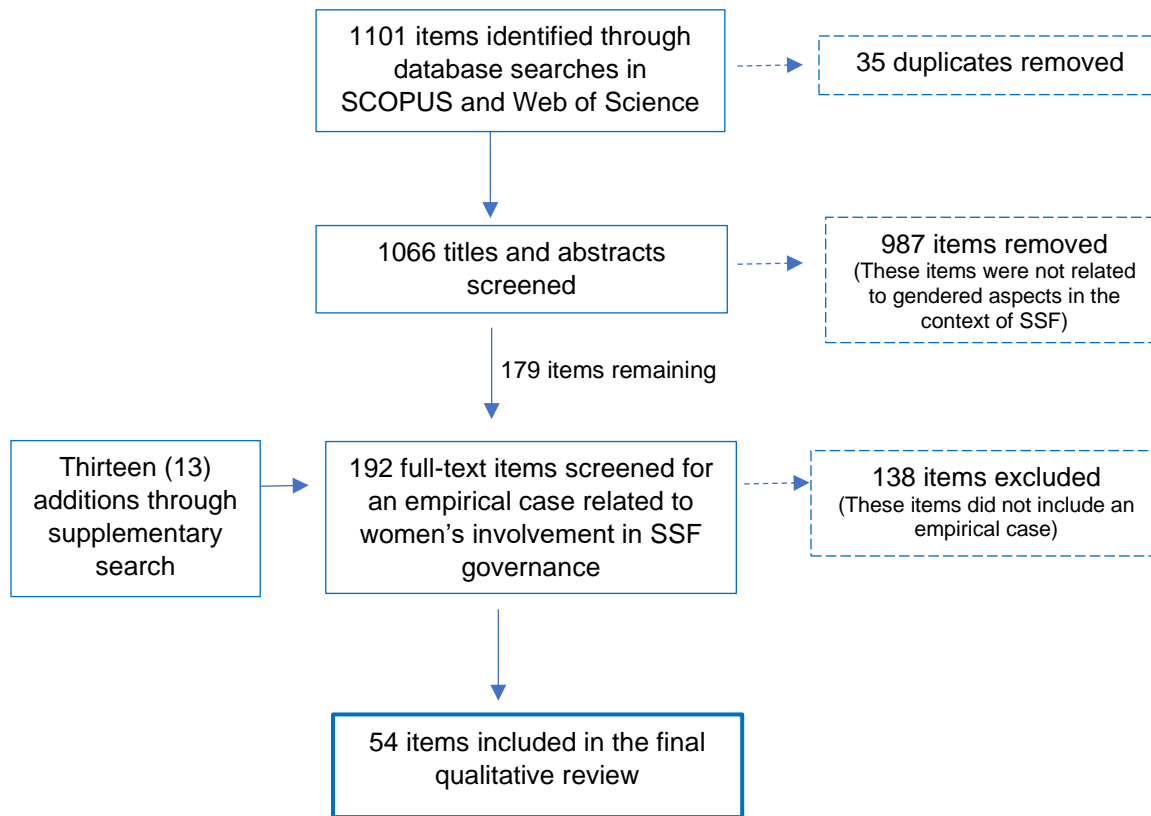 1101 items identified through
database searches in
SCOPUS and Web of Science
35 duplicates removed
1066 titles and abstracts
screened
987 items removed
(These items were not related
to gendered aspects in the
context of SSF)
179 items remaining
Thirteen (13)
additions through
supplementary
search
192 full-text items screened for
an empirical case related to
women’s involvement in SSF
governance
138 items excluded
(These items did not include an
empirical case)
54 items included in the final
qualitative review